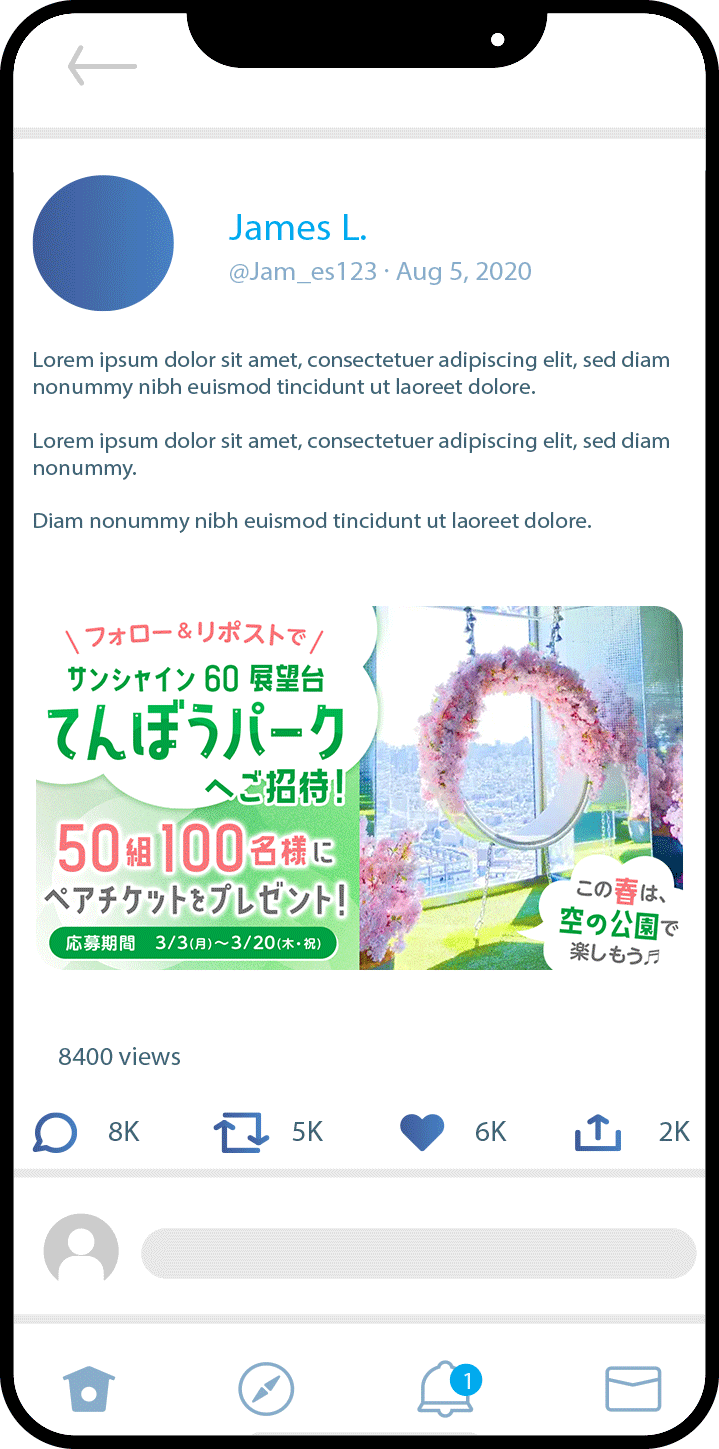 James L.
@Jam_es123 · Aug 5, 2020
Lorem ipsum dolor sit amet, consectetuer adipiscing elit, sed diam
nonummy nibh euismod tincidunt ut laoreet dolore.
Lorem ipsum dolor sit amet, consectetuer adipiscing elit, sed diam
nonummy.
Diam nonummy nibh euismod tincidunt ut laoreet dolore.
\フォロー&リポストで/
サンシャイン 60 展望台
てんぼうパーク
へご招待!
50組100名様に
ペアチケットをプレゼント!
応募期間 3/3(月)〜3/20(木・祝)
この春は、
空の公園で
楽しもう♬
8400 views
8K
5K
6K
2K
1